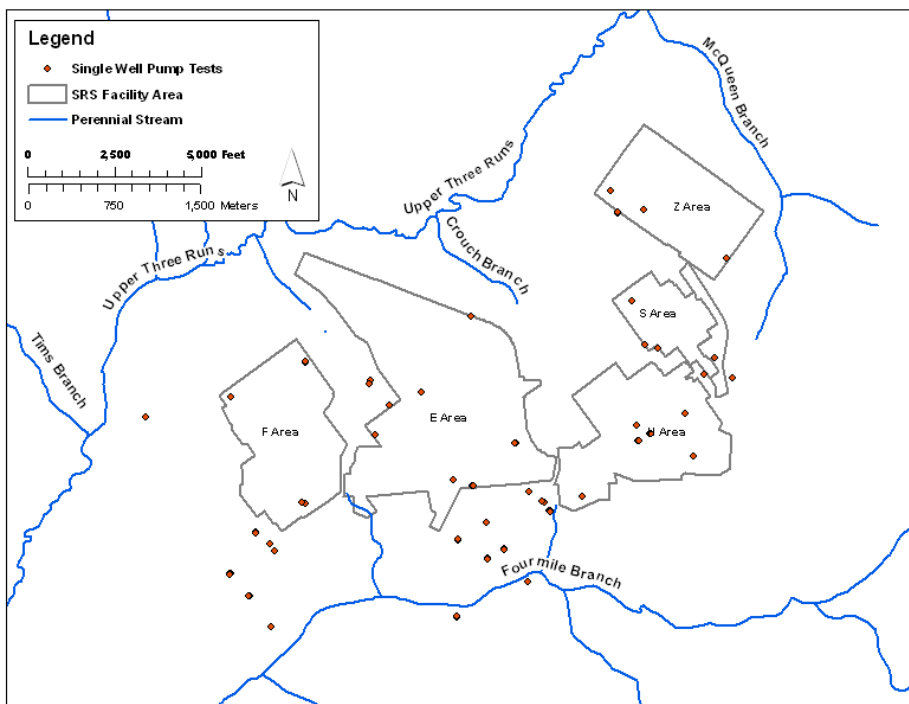 Legend
Single Well Pump Tests
SRS Facility Area
Perennial Stream
0 2,500 5,000 Feet
N
0 750 1,500 Meters
McQueen Branch
Upper Three Runs
Z Area
Crouch Branch
Upper Three Runs
S Area
Tims Branch
E Area
F Area
H Area
Fourmile Branch